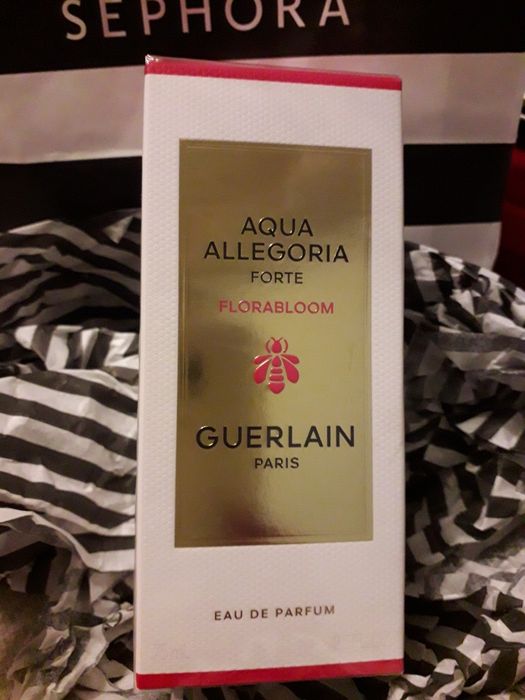 SEPHORA
AQUA
ALLEGORIA
FORTE
FLORABLOOM
GUERLAIN
PARIS
EAU DE PARFUM